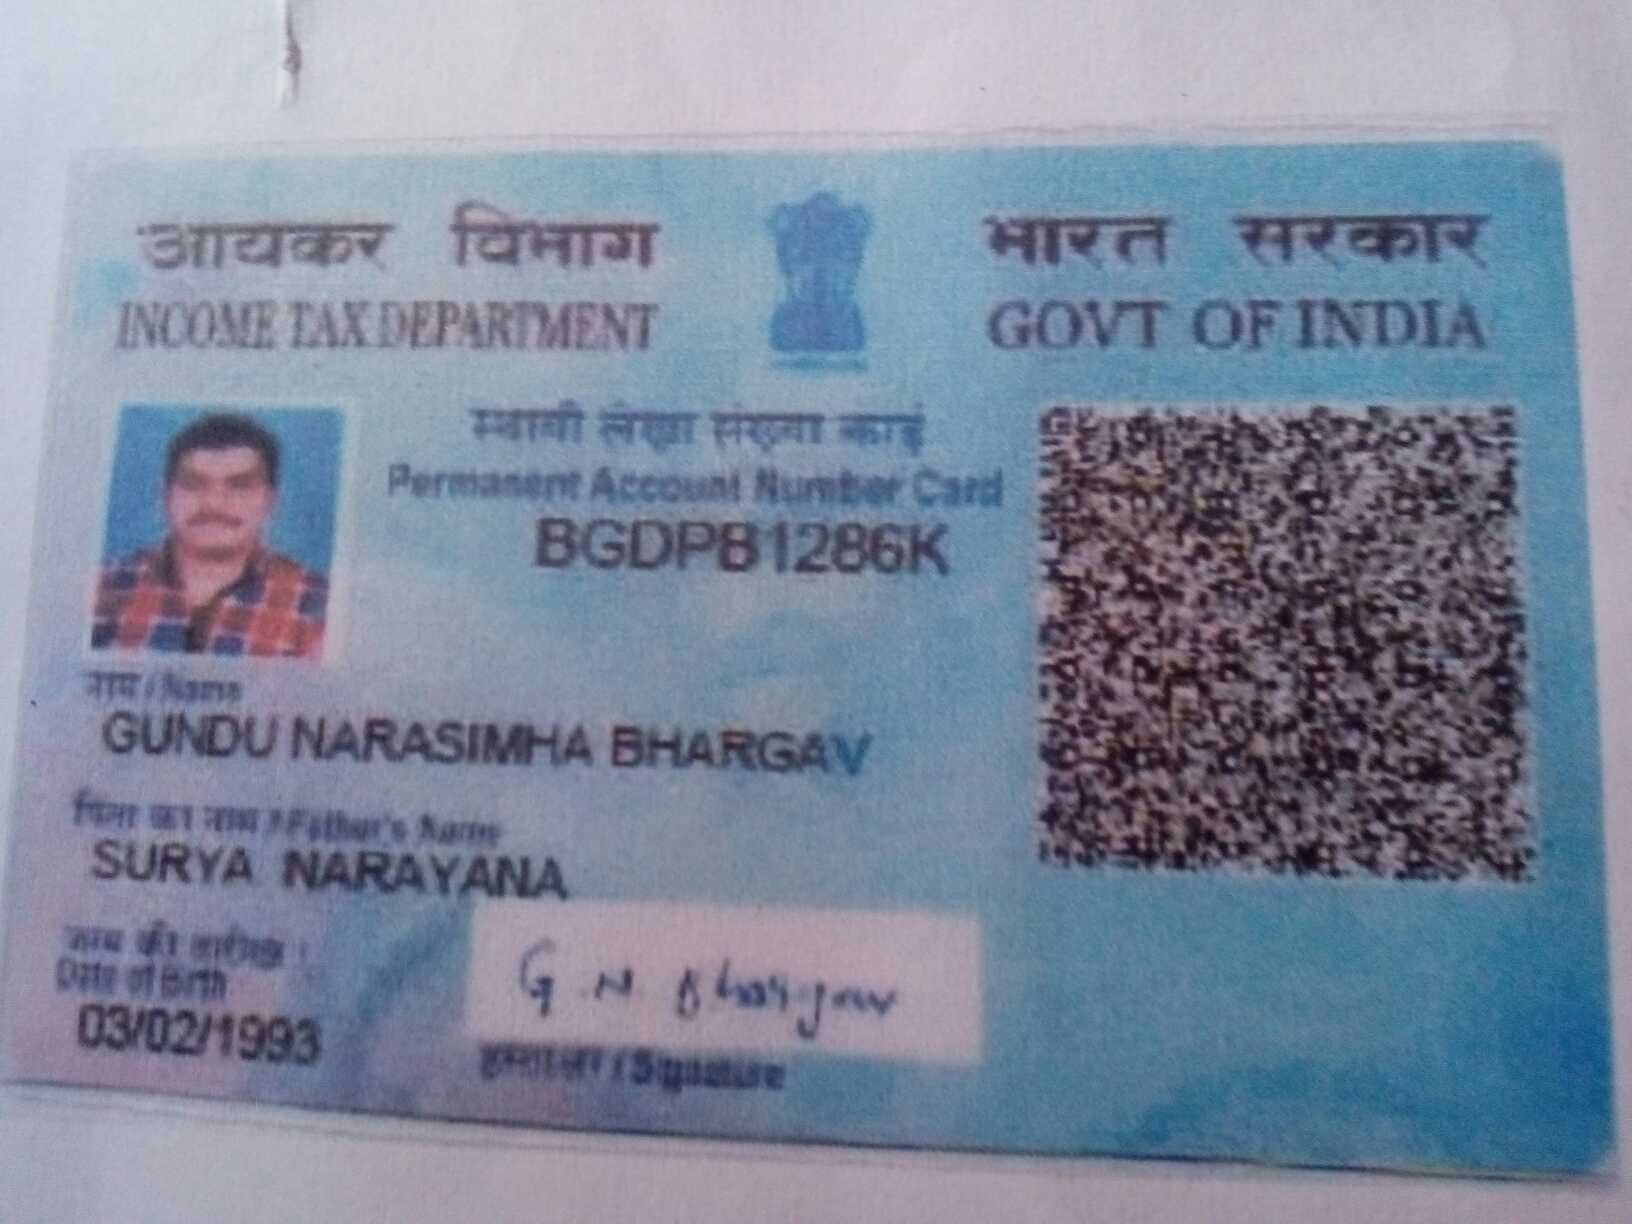 आयकर विभाग
INCOME TAX DEPARTMENT
भारत सरकार
GOVT OF INDIA
स्थायी लेखा संख्या कार्ड
Permanent Account Number Card
BGDPB1286K
नाम / Name
GUNDU NARASIMHA BHARGAV
पिता का नाम / Father's Name
SURYA NARAYANA
जन्म की तारीख /
Date of Birth
03/02/1993
G N Bhargav
हस्ताक्षर / Signature